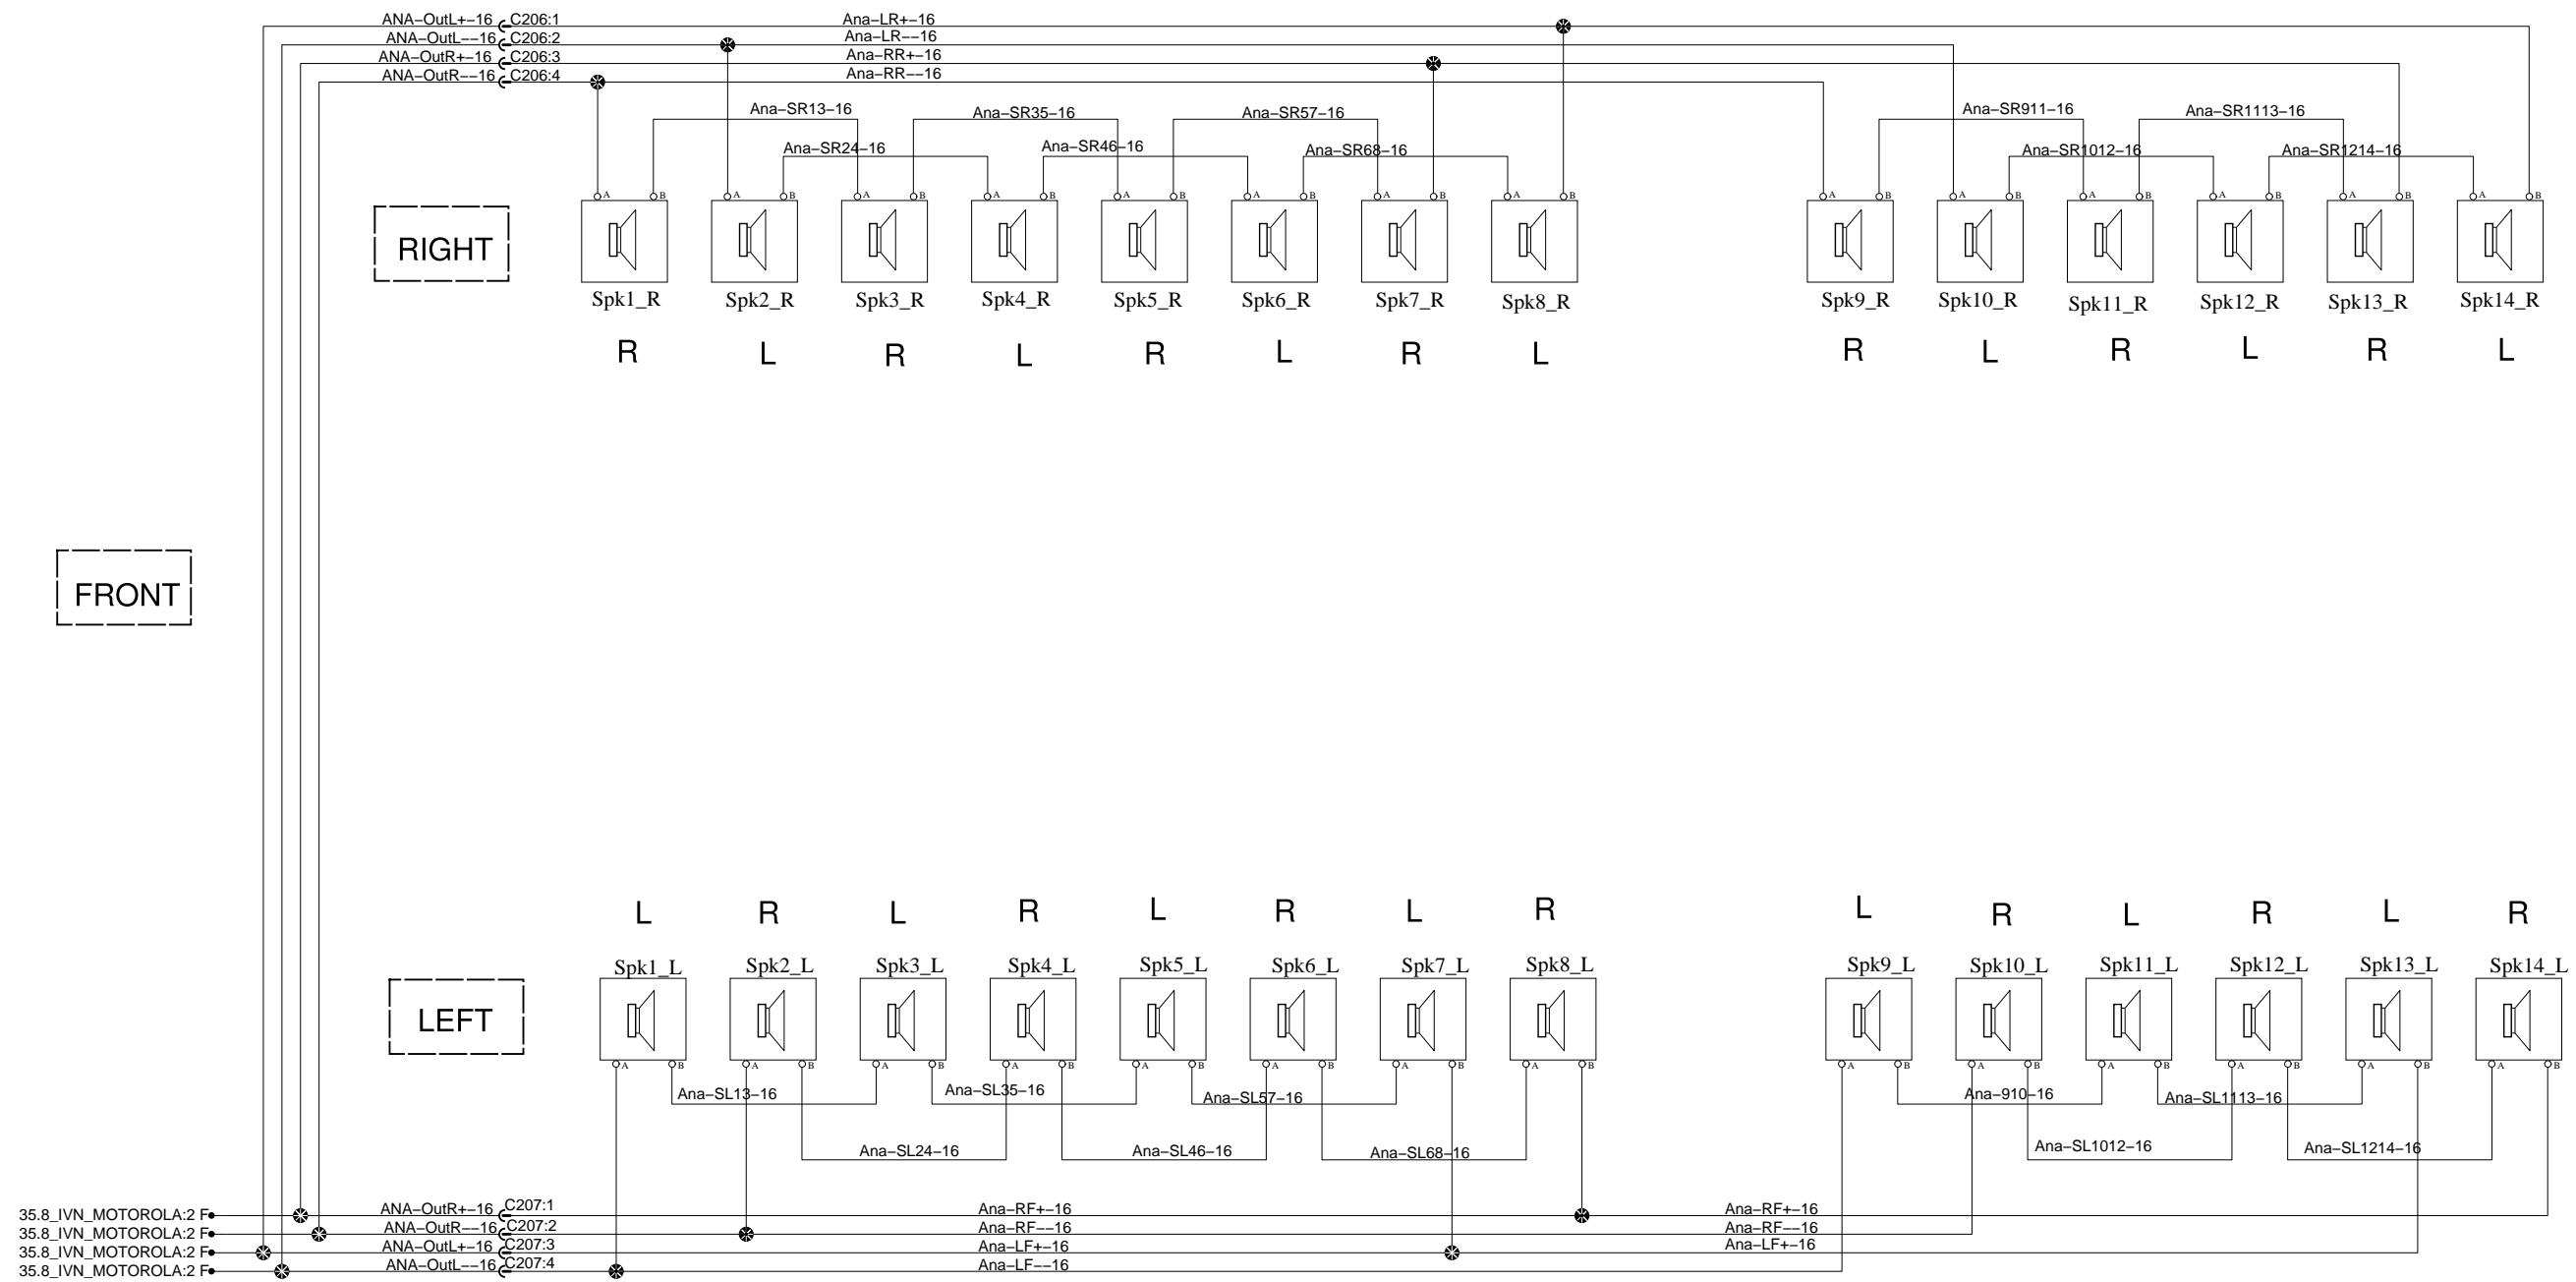 ANA–OutL+–16 C206:1 Ana–LR+–16
ANA–OutL––16 C206:2 Ana–LR––16
ANA–OutR+–16 C206:3 Ana–RR+–16
ANA–OutR––16 C206:4 Ana–RR––16
Ana–SR13–16 Ana–SR35–16 Ana–SR57–16 Ana–SR911–16 Ana–SR1113–16
Ana–SR24–16 Ana–SR46–16 Ana–SR68–16 Ana–SR1012–16 Ana–SR1214–16
A B A B A B A B A B A B A B A B A B A B A B A B A B A B
RIGHT
Spk1_R Spk2_R Spk3_R Spk4_R Spk5_R Spk6_R Spk7_R Spk8_R Spk9_R Spk10_R Spk11_R Spk12_R Spk13_R Spk14_R
R L R L R L R L R L R L R L
FRONT
L R L R L R L R L R L R L R
Spk1_L Spk2_L Spk3_L Spk4_L Spk5_L Spk6_L Spk7_L Spk8_L Spk9_L Spk10_L Spk11_L Spk12_L Spk13_L Spk14_L
LEFT
A B A B A B A B A B A B A B A B A B A B A B A B A B A B
Ana–SL13–16 Ana–SL35–16 Ana–SL57–16 Ana–910–16 Ana–SL1113–16
Ana–SL24–16 Ana–SL46–16 Ana–SL68–16 Ana–SL1012–16 Ana–SL1214–16
35.8_IVN_MOTOROLA:2 F ANA–OutR+–16 C207:1 Ana–RF+–16 Ana–RF+–16
35.8_IVN_MOTOROLA:2 F ANA–OutR––16 C207:2 Ana–RF––16 Ana–RF––16
35.8_IVN_MOTOROLA:2 F ANA–OutL+–16 C207:3 Ana–LF+–16 Ana–LF+–16
35.8_IVN_MOTOROLA:2 F ANA–OutL––16 C207:4 Ana–LF––16